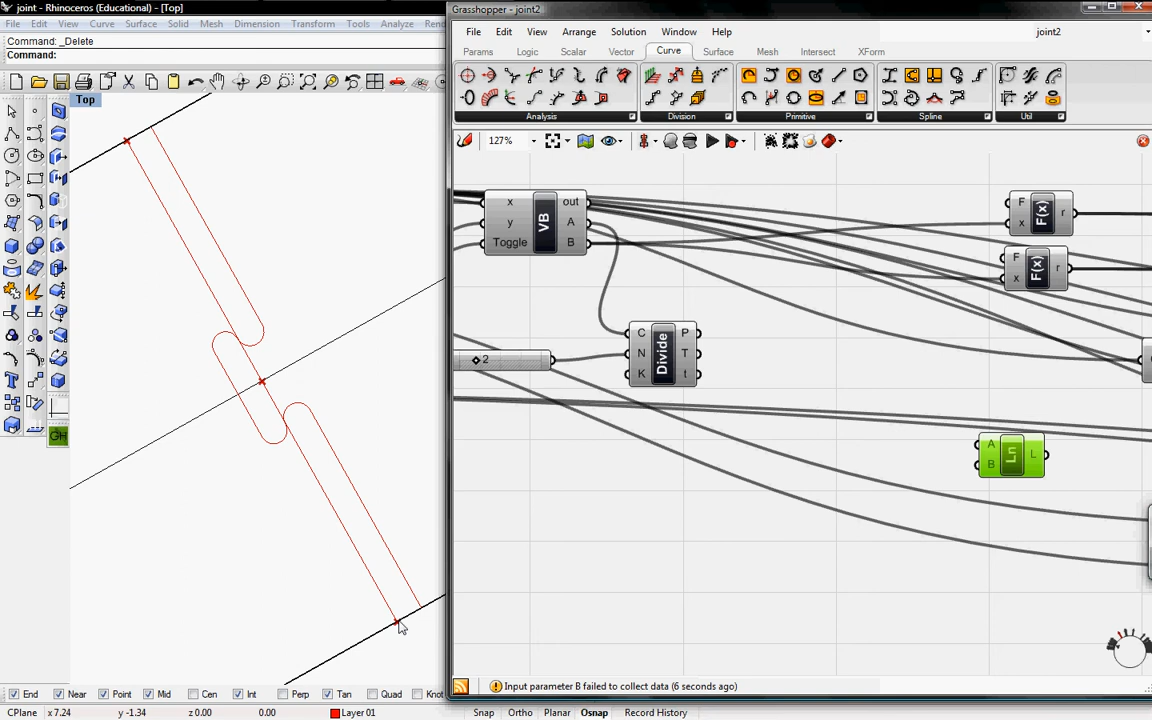 joint - Rhinoceros (Educational) - [Top]
File Edit View Curve Surface Solid Mesh Dimension Transform Tools Analyze Ren
Command: _Delete
Command:
Top
GH
End Near Point Mid Cen Int Perp Tan Quad Knot
CPlane x 7.24 y -1.34 z 0.00 0.00 Layer 01 Snap Ortho Planar Osnap Record History
Grasshopper - joint2
File Edit View Arrange Solution Window Help joint2
Params Logic Scalar Vector Curve Surface Mesh Intersect XForm
Analysis Division Primitive Spline Util
127%
x VB out
y A
Toggle B
F F(x) r
x
F F(x) r
x
C Divide P
N T
K t
2
A Ln L
B
Input parameter B failed to collect data (6 seconds ago)